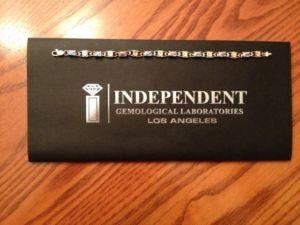 INDEPENDENT
GEMOLOGICAL LABORATORIES
LOS ANGELES